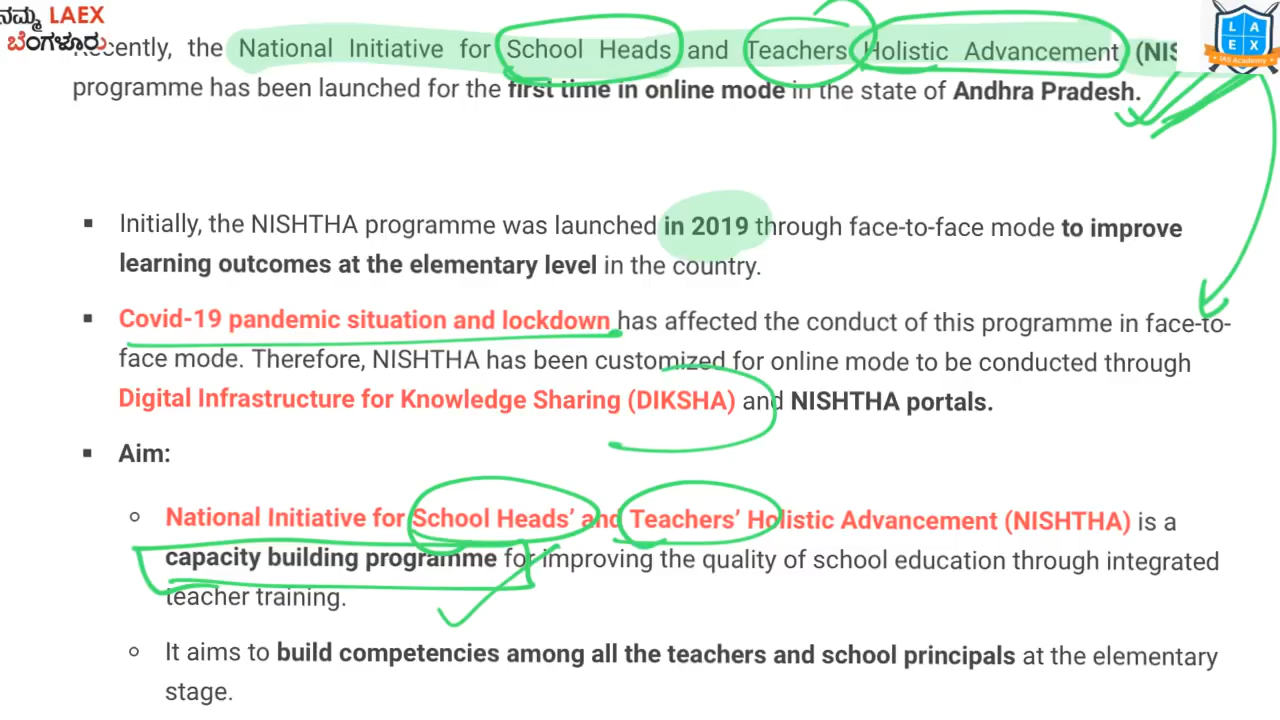 ನಮ್ಮ LAEX
ಬೆಂಗಳೂರು
L A
E X
IAS Academy
Recently, the National Initiative for School Heads and Teachers Holistic Advancement (NIS
programme has been launched for the first time in online mode in the state of Andhra Pradesh.
▪ Initially, the NISHTHA programme was launched in 2019 through face-to-face mode to improve
learning outcomes at the elementary level in the country.
▪ Covid-19 pandemic situation and lockdown has affected the conduct of this programme in face-to-
face mode. Therefore, NISHTHA has been customized for online mode to be conducted through
Digital Infrastructure for Knowledge Sharing (DIKSHA) and NISHTHA portals.
▪ Aim:
○ National Initiative for School Heads’ and Teachers’ Holistic Advancement (NISHTHA) is a
capacity building programme for improving the quality of school education through integrated
teacher training.
○ It aims to build competencies among all the teachers and school principals at the elementary
stage.